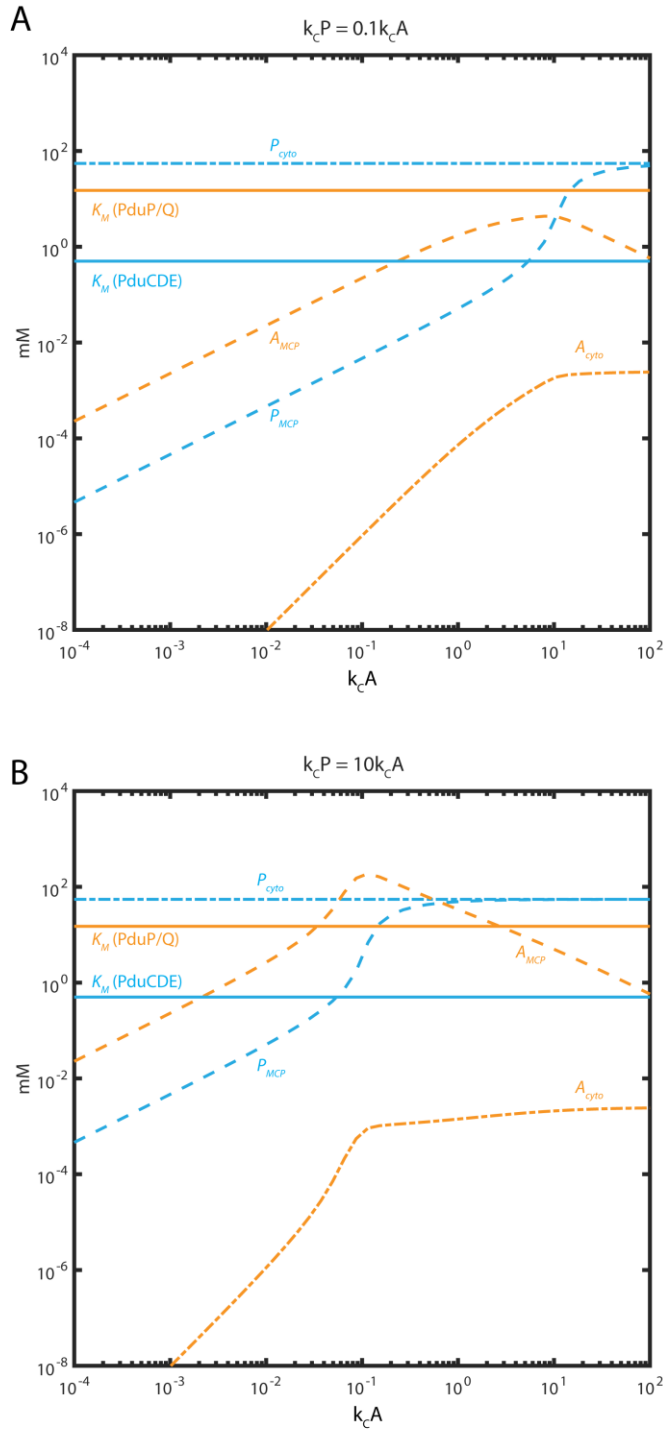 A
k_CP = 0.1k_CA
10^4
10^2
10^0
10^-2
10^-4
10^-6
10^-8
mM
P_cyto
K_M (PduP/Q)
K_M (PduCDE)
A_MCP
A_cyto
P_MCP
10^-4 10^-3 10^-2 10^-1 10^0 10^1 10^2
k_CA
B
k_CP = 10k_CA
10^4
10^2
10^0
10^-2
10^-4
10^-6
10^-8
mM
P_cyto
K_M (PduP/Q)
A_MCP
K_M (PduCDE)
P_MCP
A_cyto
10^-4 10^-3 10^-2 10^-1 10^0 10^1 10^2
k_CA